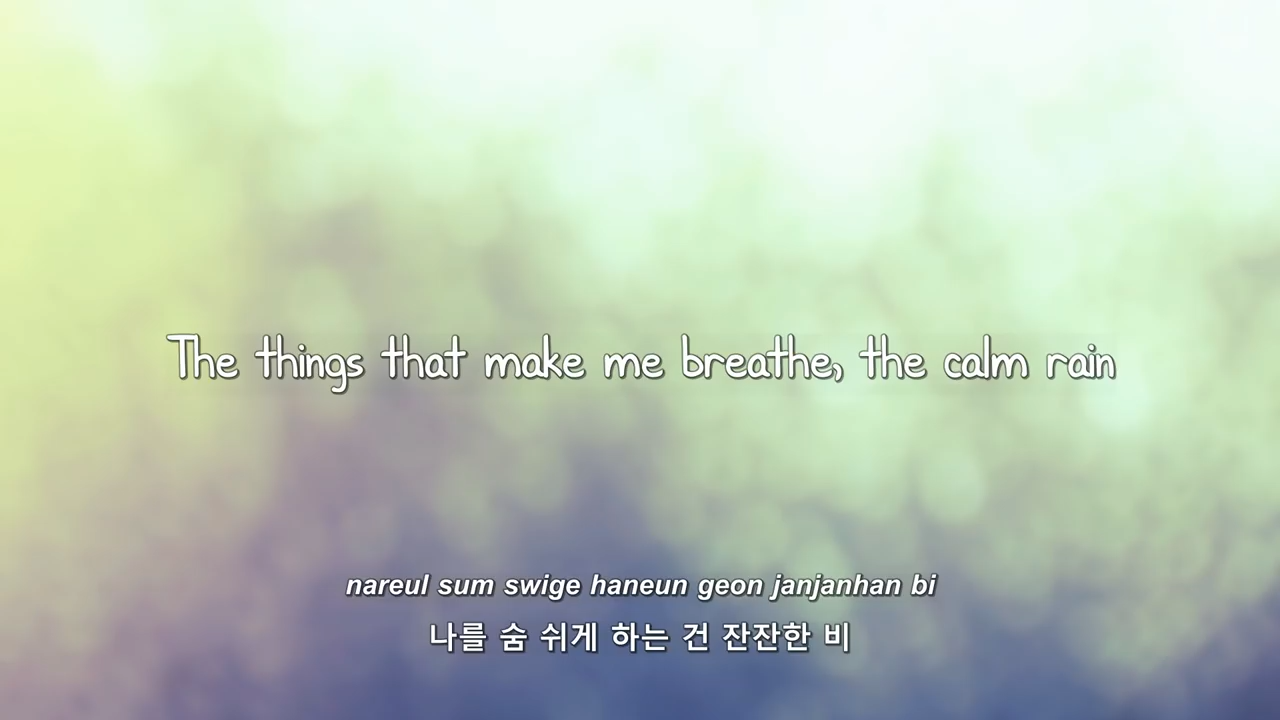 The things that make me breathe, the calm rain
nareul sum swige haneun geon janjanhan bi
나를 숨 쉬게 하는 건 잔잔한 비